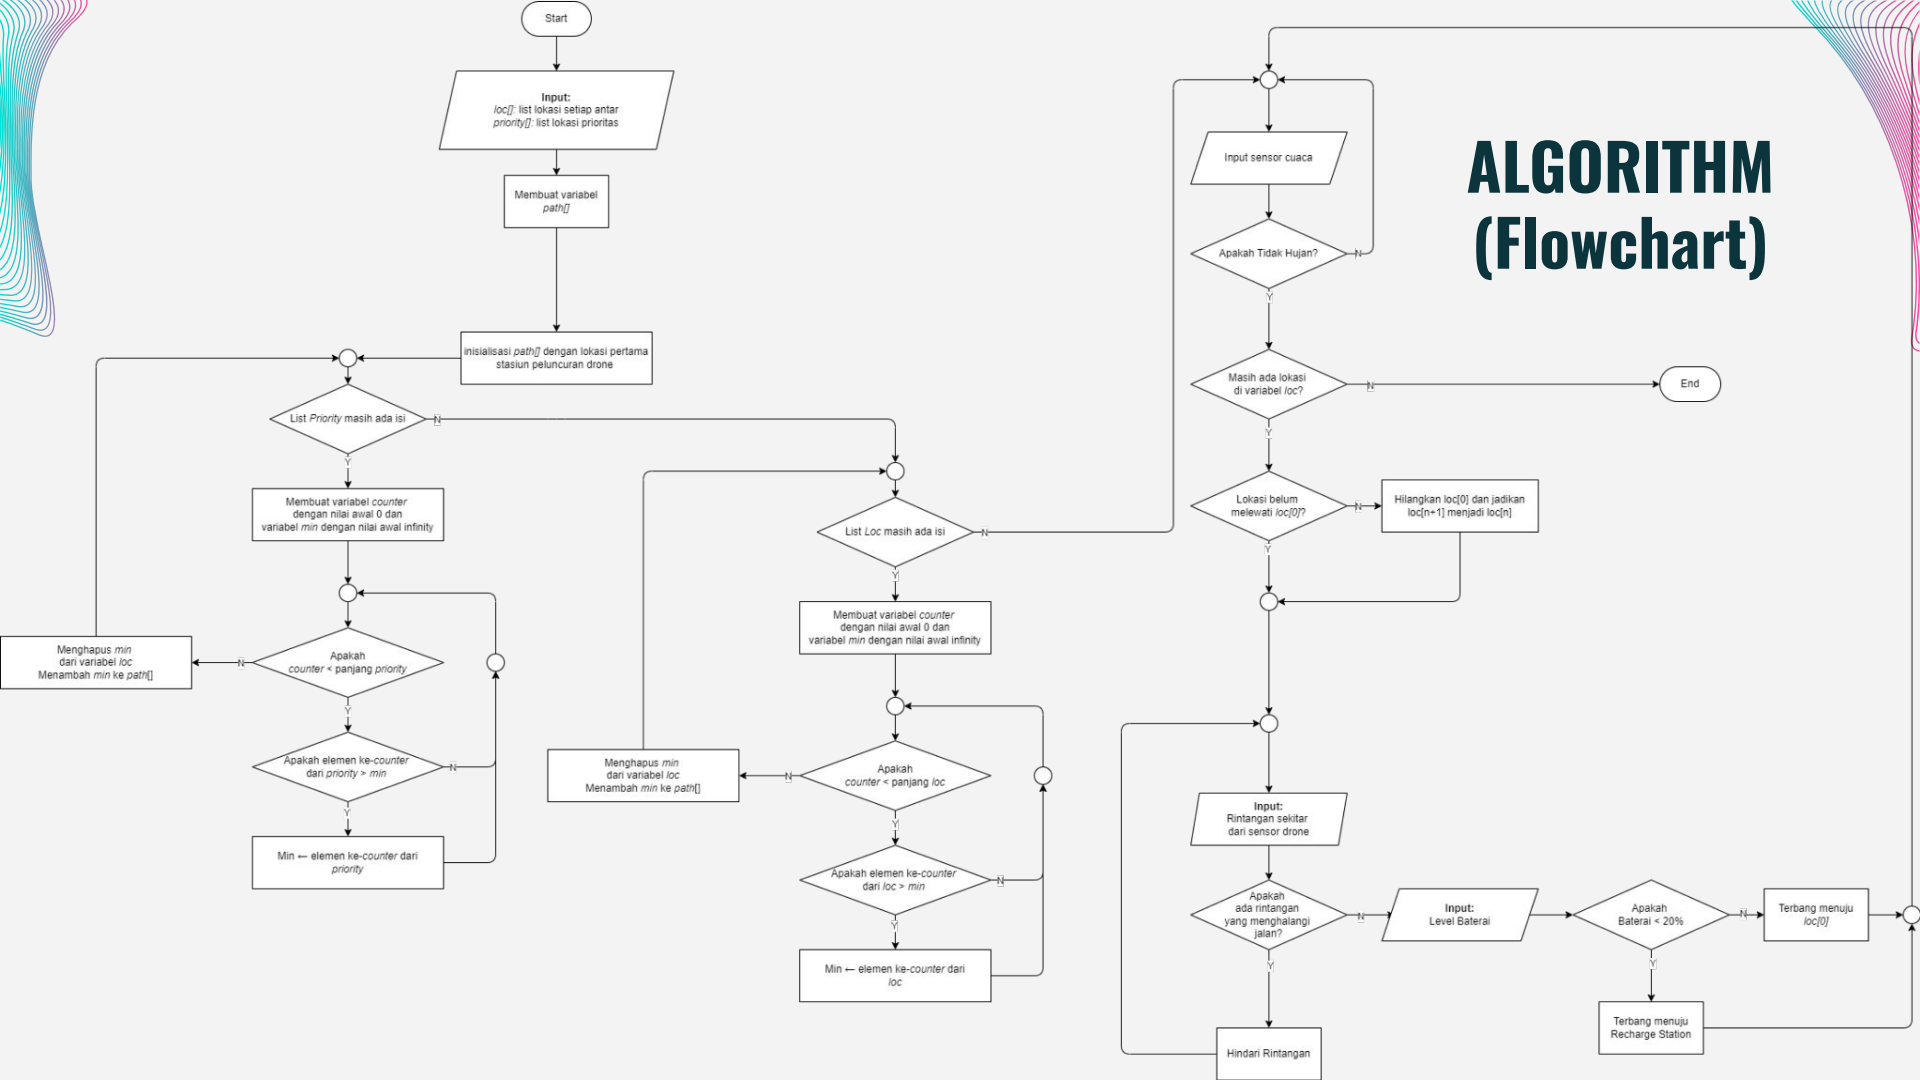 Start
Input:
loc[]: list lokasi setiap antar
priority[]: list lokasi prioritas
Membuat variabel
path[]
inisialisasi path[] dengan lokasi pertama
stasiun peluncuran drone
List Priority masih ada isi
N
Y
Membuat variabel counter
dengan nilai awal 0 dan
variabel min dengan nilai awal infinity
Apakah
counter < panjang priority
N
Y
Menghapus min
dari variabel loc
Menambah min ke path[]
Apakah elemen ke-counter
dari priority > min
N
Y
Min ← elemen ke-counter dari
priority
List Loc masih ada isi
N
Y
Membuat variabel counter
dengan nilai awal 0 dan
variabel min dengan nilai awal infinity
Apakah
counter < panjang loc
N
Y
Menghapus min
dari variabel loc
Menambah min ke path[]
Apakah elemen ke-counter
dari loc > min
N
Y
Min ← elemen ke-counter dari
loc
Input sensor cuaca
Apakah Tidak Hujan?
N
Y
Masih ada lokasi
di variabel loc?
N
Y
End
Lokasi belum
melewati loc[0]?
N
Y
Hilangkan loc[0] dan jadikan
loc[n+1] menjadi loc[n]
Input:
Rintangan sekitar
dari sensor drone
Apakah
ada rintangan
yang menghalangi
jalan?
N
Y
Hindari Rintangan
Input:
Level Baterai
Apakah
Baterai < 20%
N
Y
Terbang menuju
loc[0]
Terbang menuju
Recharge Station
ALGORITHM
(Flowchart)